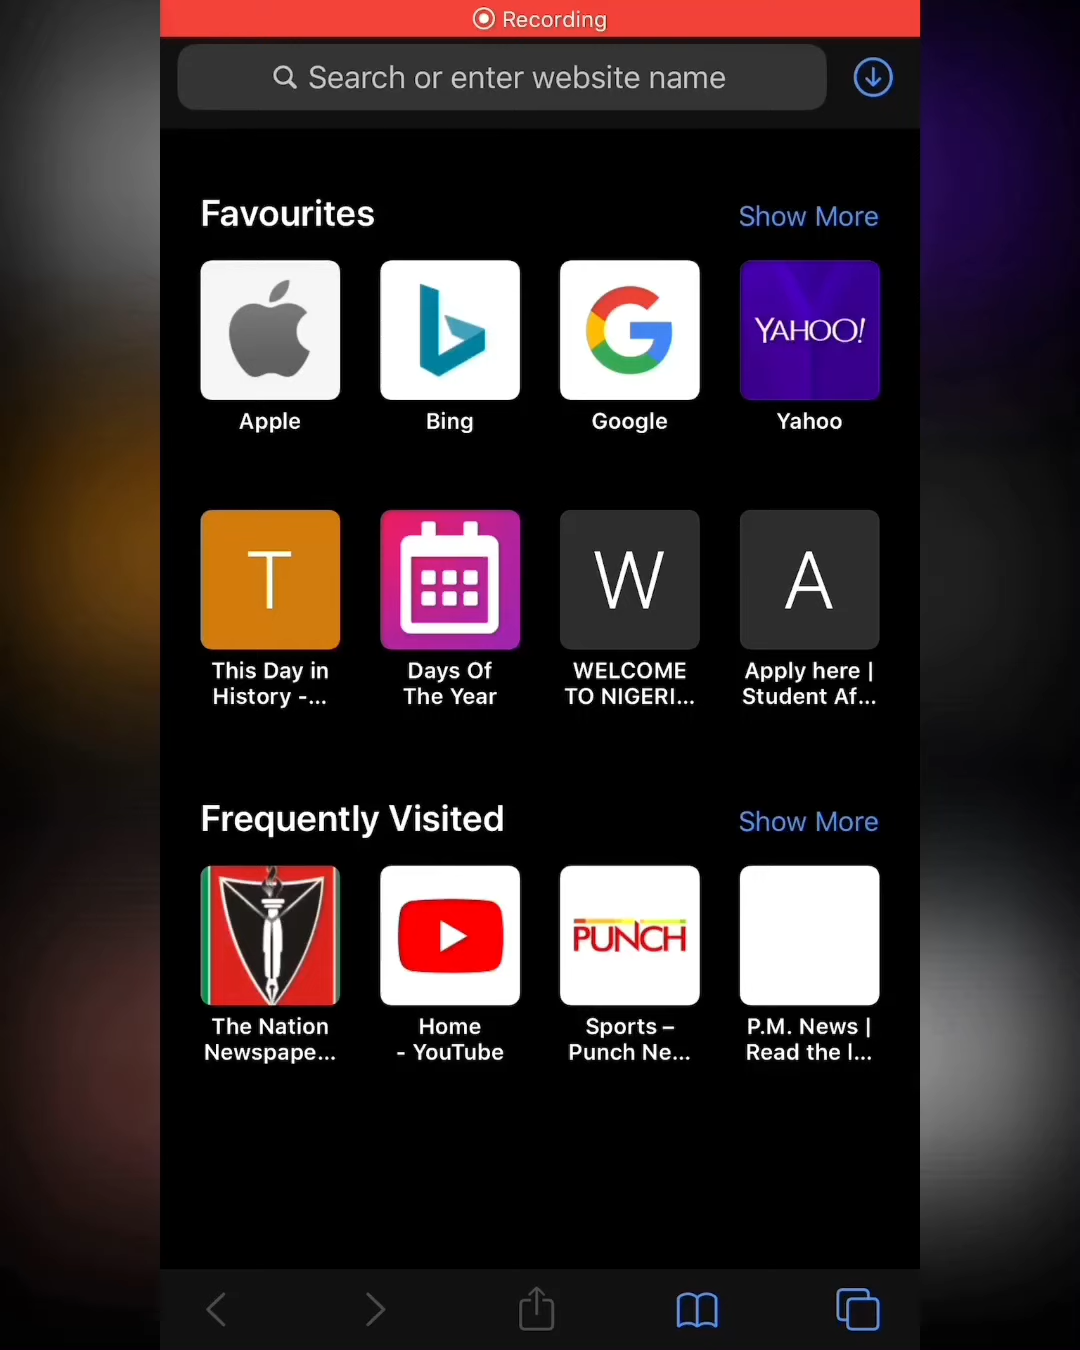 Recording
Search or enter website name
Favourites
Show More
YAHOO!
Apple
Bing
Google
Yahoo
T
W
A
This Day in
History -...
Days Of
The Year
WELCOME
TO NIGERI...
Apply here |
Student Af...
Frequently Visited
Show More
PUNCH
The Nation
Newspape...
Home
- YouTube
Sports –
Punch Ne...
P.M. News |
Read the l...